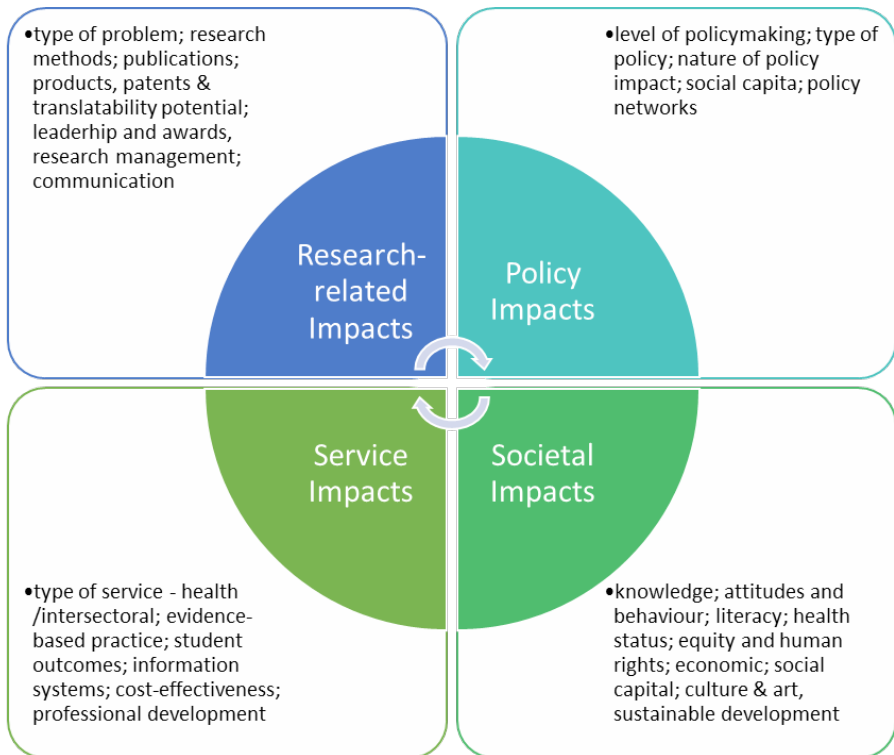 •type of problem; research
methods; publications;
products, patents &
translatability potential;
leaderhip and awards,
research management;
communication
•level of policymaking; type of
policy; nature of policy
impact; social capita; policy
networks
Research-
related
Impacts
Policy
Impacts
Service
Impacts
Societal
Impacts
•type of service - health
/intersectoral; evidence-
based practice; student
outcomes; information
systems; cost-effectiveness;
professional development
•knowledge; attitudes and
behaviour; literacy; health
status; equity and human
rights; economic; social
capital; culture & art,
sustainable development